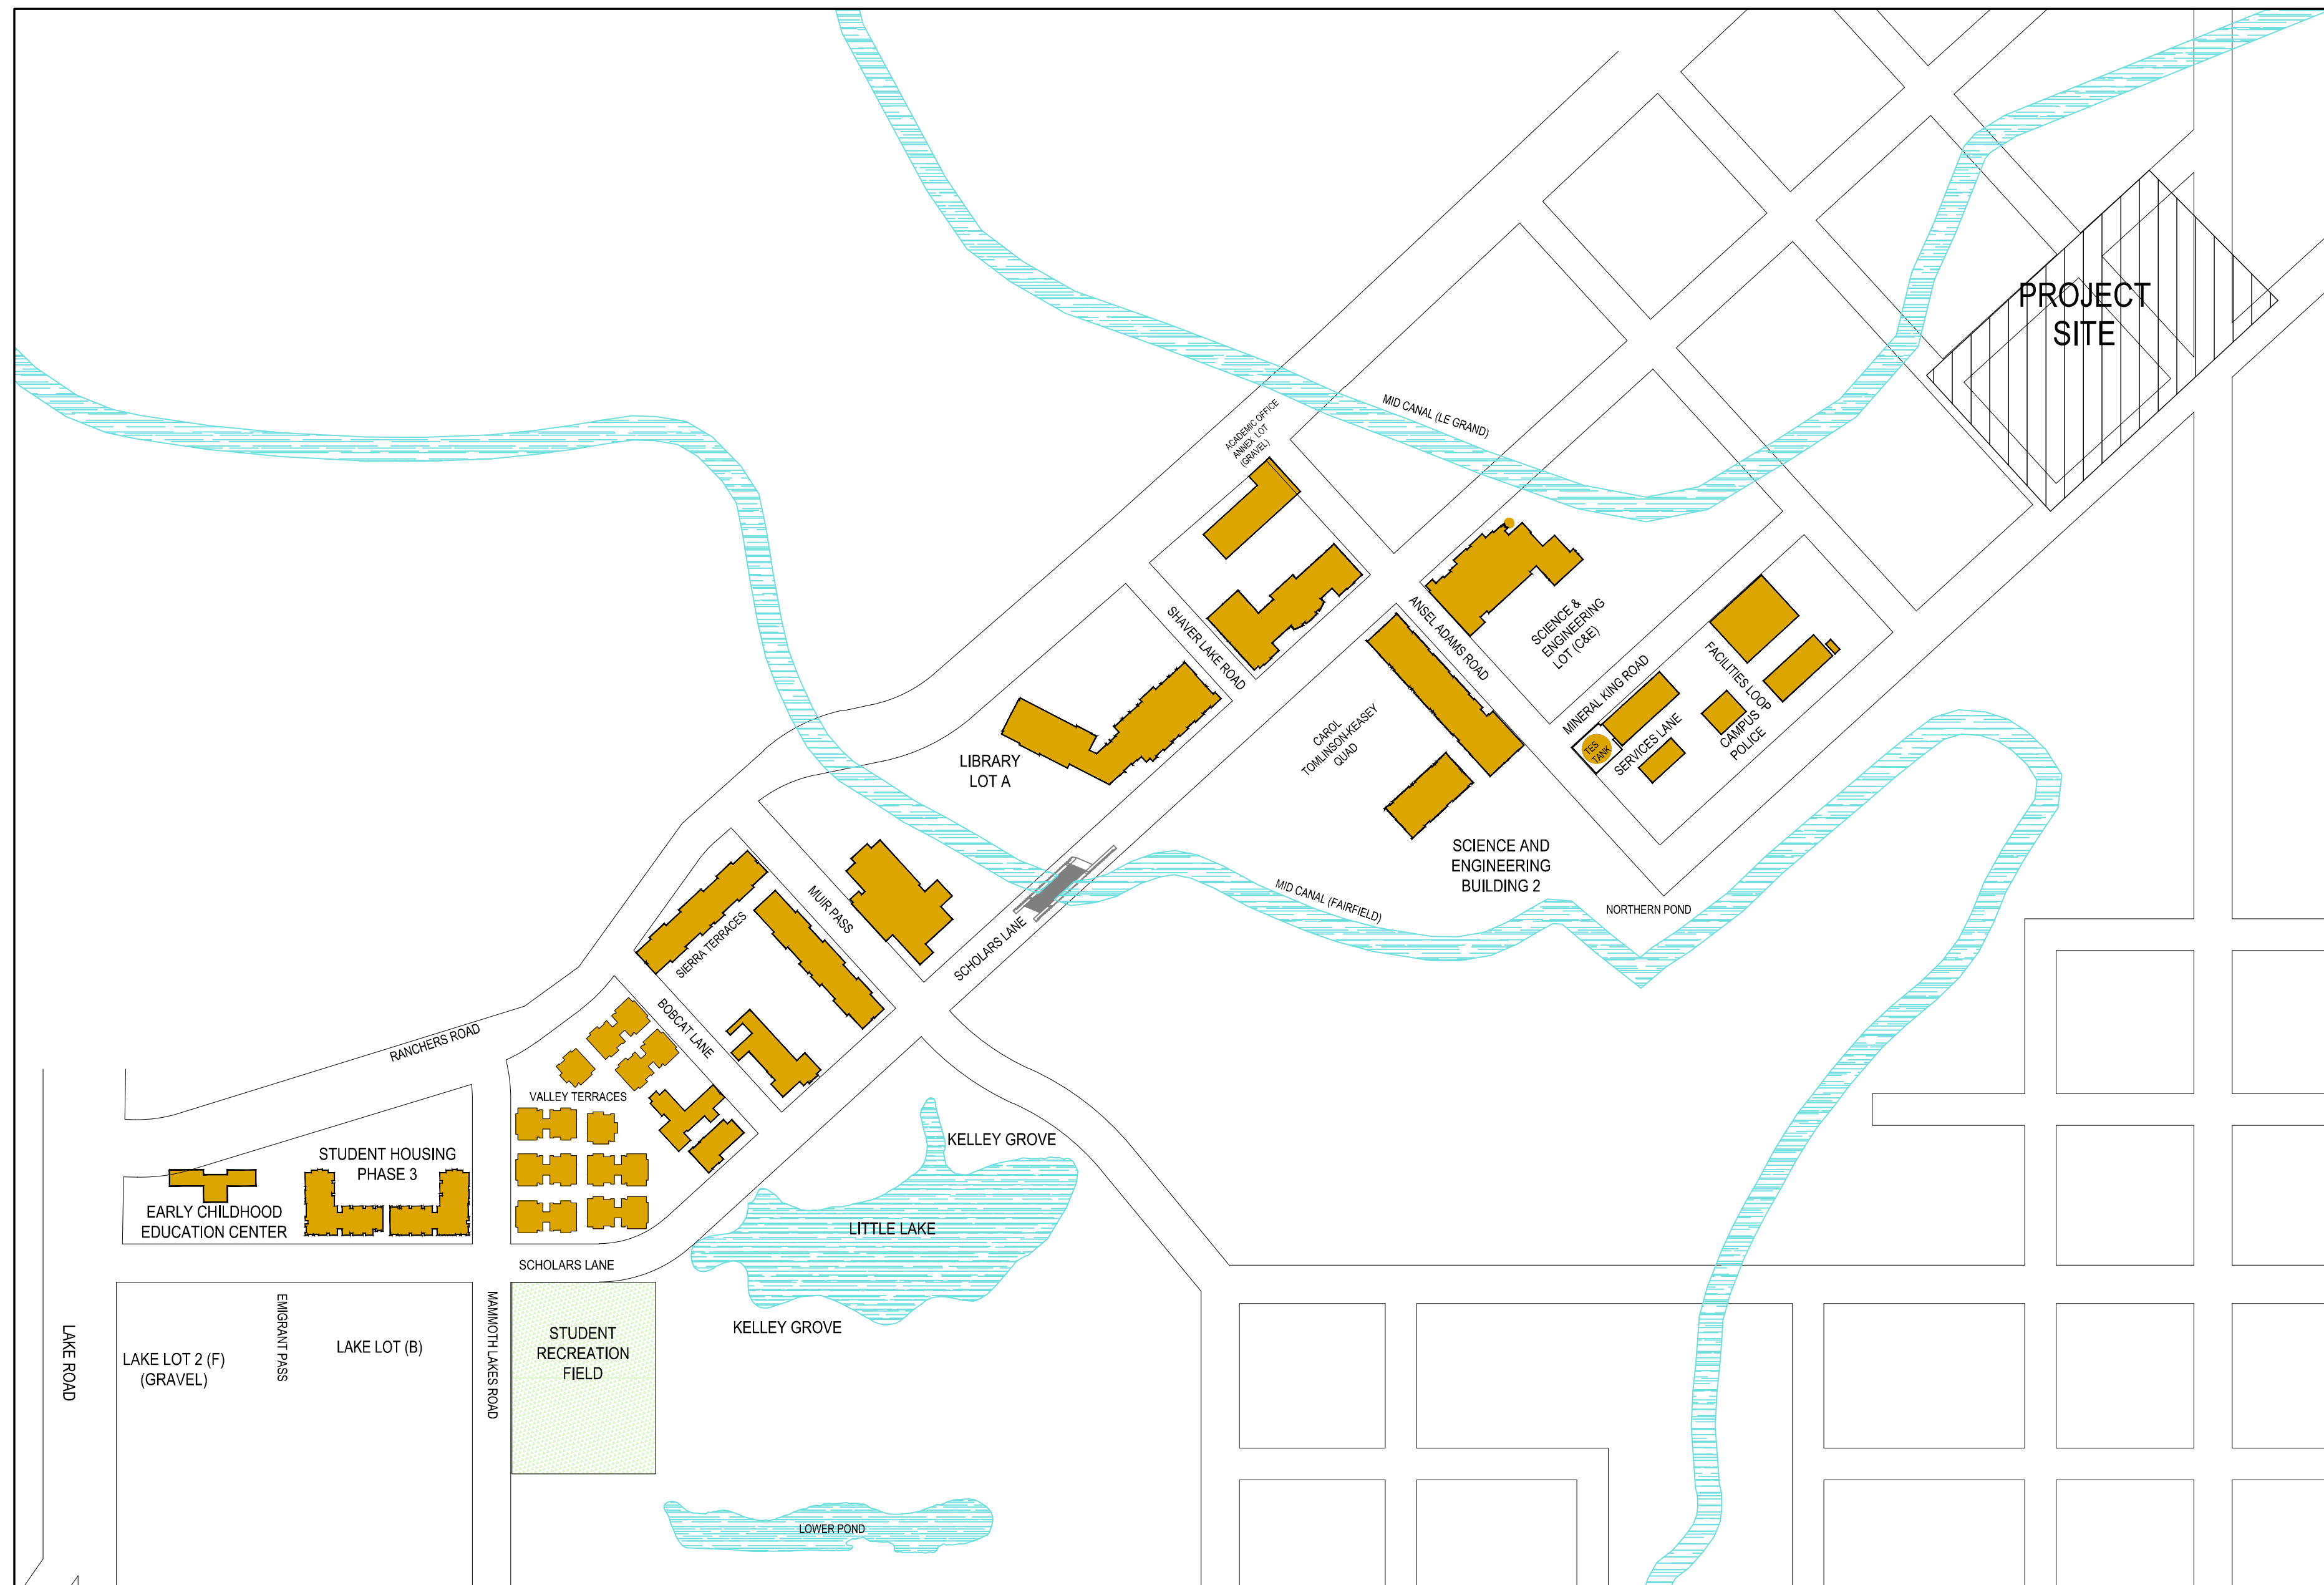 PROJECT
SITE
MID CANAL (LE GRAND)
ACADEMIC OFFICE
ANNEX LOT
(GRAVEL)
SHAVER LAKE ROAD
ANSEL ADAMS ROAD
SCIENCE &
ENGINEERING
LOT (C&E)
MINERAL KING ROAD
FACILITIES LOOP
CAMPUS
POLICE
SERVICES LANE
TES
TANK
CAROL
TOMLINSON-KEASEY
QUAD
LIBRARY
LOT A
SCIENCE AND
ENGINEERING
BUILDING 2
MID CANAL (FAIRFIELD)
NORTHERN POND
SCHOLARS LANE
MUIR PASS
SIERRA TERRACES
BOBCAT LANE
RANCHERS ROAD
VALLEY TERRACES
STUDENT HOUSING
PHASE 3
EARLY CHILDHOOD
EDUCATION CENTER
KELLEY GROVE
LITTLE LAKE
SCHOLARS LANE
KELLEY GROVE
LAKE ROAD
LAKE LOT 2 (F)
(GRAVEL)
EMIGRANT PASS
LAKE LOT (B)
MAMMOTH LAKES ROAD
STUDENT
RECREATION
FIELD
LOWER POND